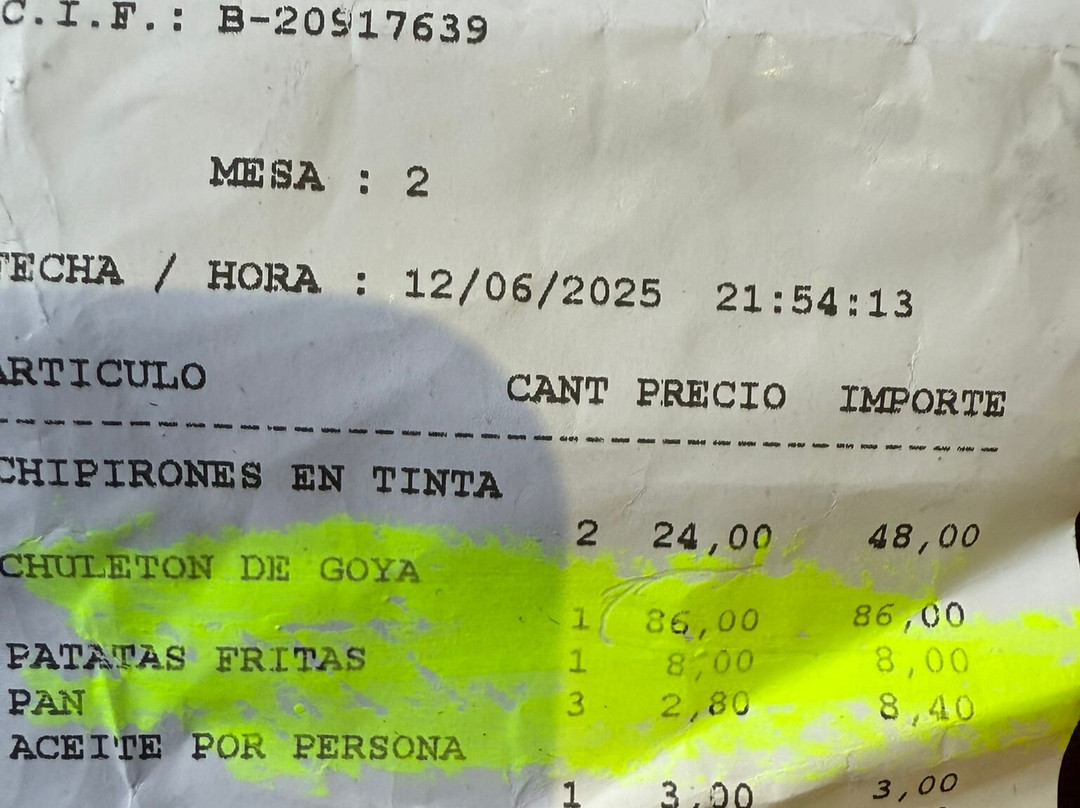 C.I.F.: B-20917639
MESA : 2
FECHA / HORA : 12/06/2025 21:54:13
ARTICULO CANT PRECIO IMPORTE
CHIPIRONES EN TINTA
2 24,00 48,00
CHULETON DE GOYA
1 86,00 86,00
PATATAS FRITAS 1 8,00 8,00
PAN 3 2,80 8,40
ACEITE POR PERSONA
1 3,00 3,00